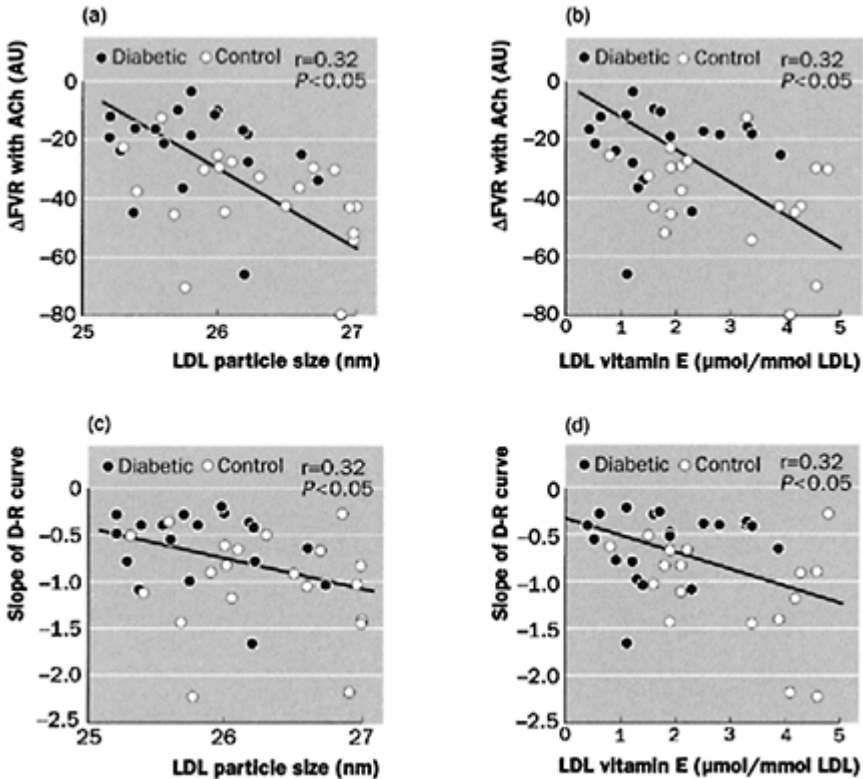 (a)
ΔFVR with ACh (AU)
● Diabetic ○ Control r=0.32
P<0.05
0
−20
−40
−60
−80
25 26 27
LDL particle size (nm)
(b)
ΔFVR with ACh (AU)
● Diabetic ○ Control r=0.32
P<0.05
0
−20
−40
−60
−80
0 1 2 3 4 5
LDL vitamin E (μmol/mmol LDL)
(c)
Slope of D-R curve
● Diabetic ○ Control r=0.32
P<0.05
0
−0.5
−1.0
−1.5
−2.0
−2.5
25 26 27
LDL particle size (nm)
(d)
Slope of D-R curve
● Diabetic ○ Control r=0.32
P<0.05
0
−0.5
−1.0
−1.5
−2.0
−2.5
0 1 2 3 4 5
LDL vitamin E (μmol/mmol LDL)